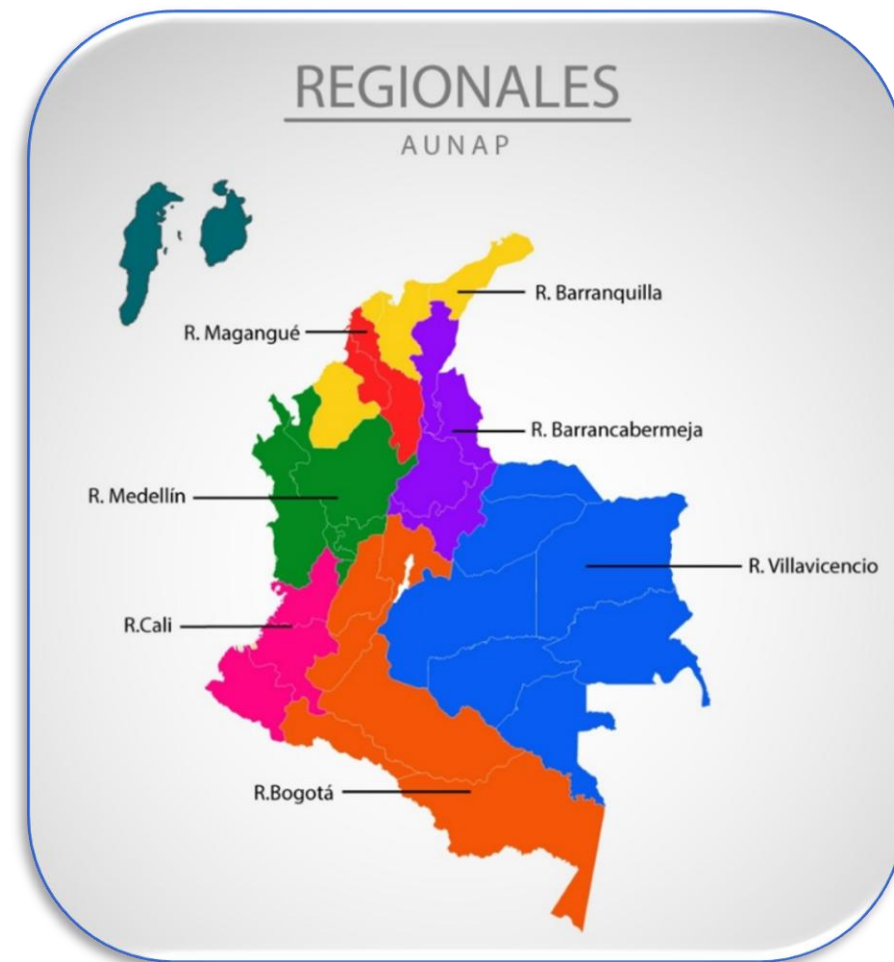 REGIONALES
AUNAP
R. Barranquilla
R. Magangué
R. Barrancabermeja
R. Medellín
R. Villavicencio
R.Cali
R.Bogotá